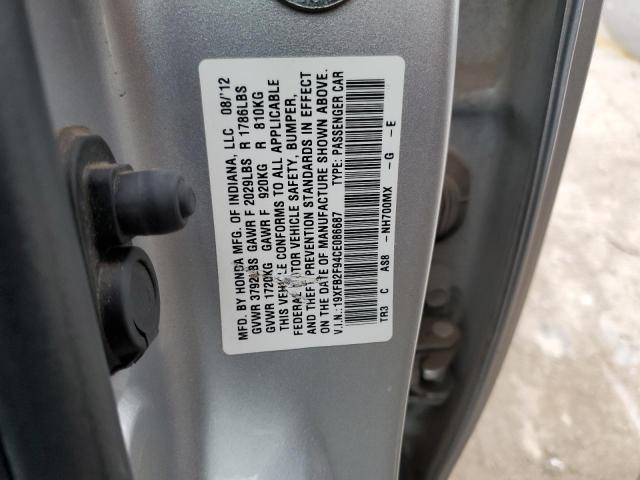 MFD. BY HONDA MFG. OF INDIANA, LLC 08/'12
GVWR 3792LBS GAWR F 2029LBS R 1786LBS
GVWR 1720KG GAWR F 920KG R 810KG
THIS VEHICLE CONFORMS TO ALL APPLICABLE
FEDERAL MOTOR VEHICLE SAFETY, BUMPER,
AND THEFT PREVENTION STANDARDS IN EFFECT
ON THE DATE OF MANUFACTURE SHOWN ABOVE.
V.I.N.:19XFB2F94CE086687 TYPE: PASSENGER CAR
TR3 C AS8 -NH700MX -G -E